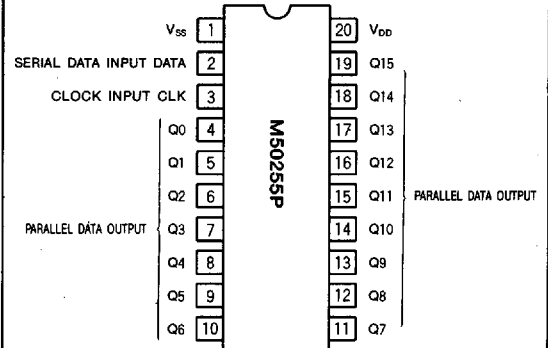 Vss 1 20 VDD
SERIAL DATA INPUT DATA 2 19 Q15
CLOCK INPUT CLK 3 18 Q14
Q0 4 17 Q13
Q1 5 16 Q12
Q2 6 15 Q11
PARALLEL DATA OUTPUT Q3 7 14 Q10
Q4 8 13 Q9
Q5 9 12 Q8
Q6 10 11 Q7
M50255P
PARALLEL DATA OUTPUT